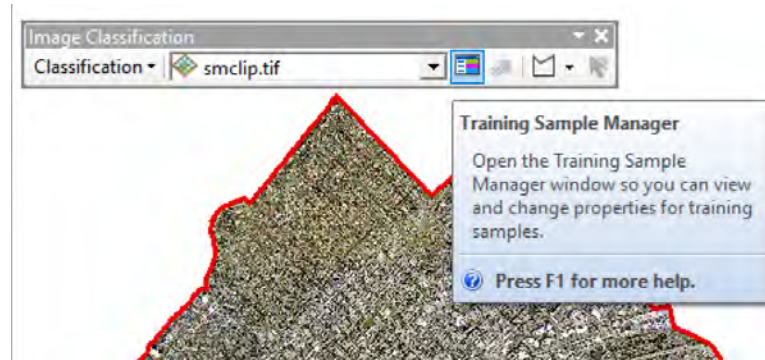 Image Classification
Classification smclip.tif
Training Sample Manager
Open the Training Sample
Manager window so you can view
and change properties for training
samples.
Press F1 for more help.